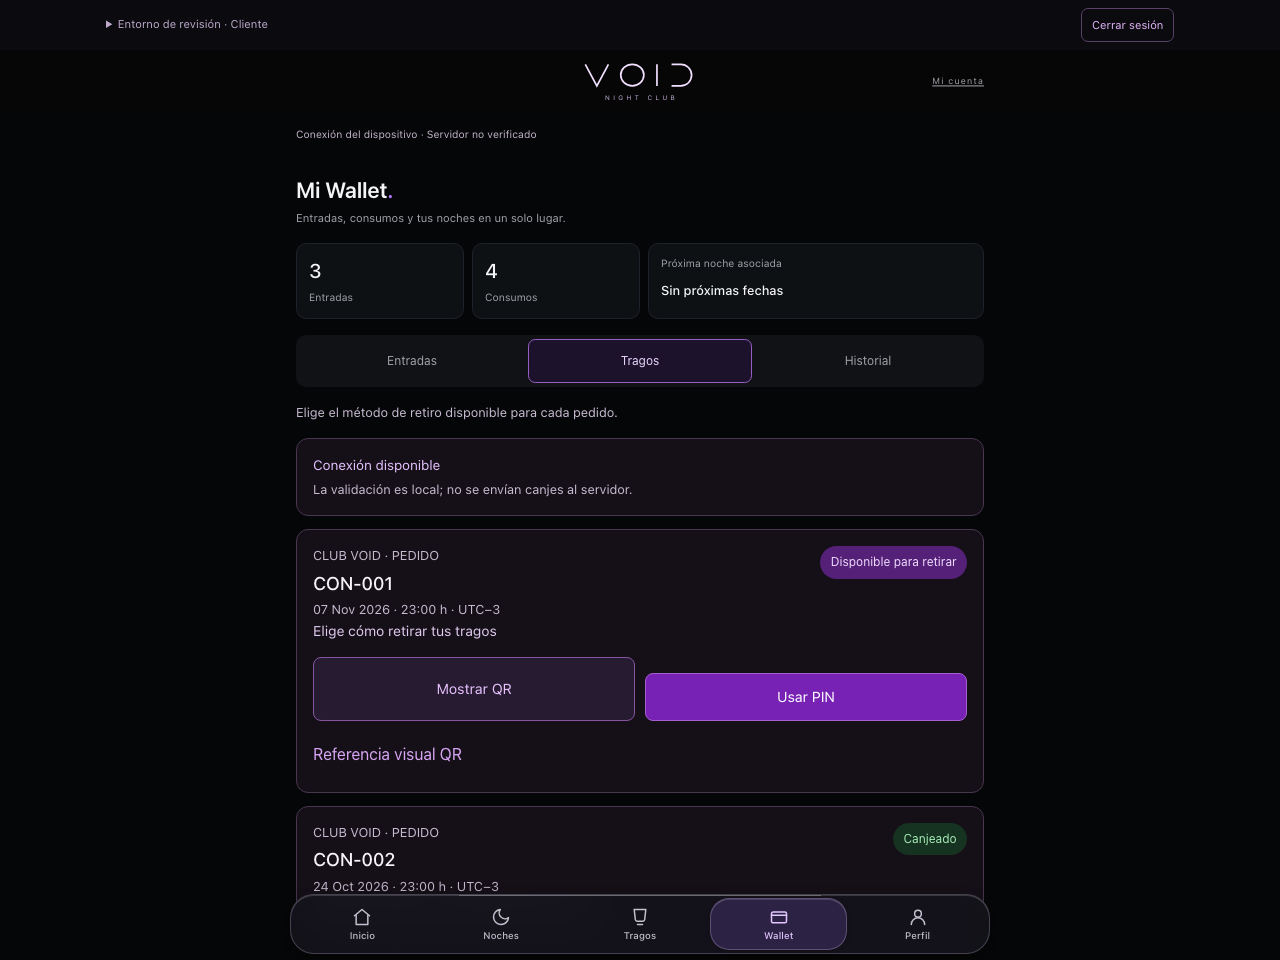 Entorno de revisión · Cliente
Cerrar sesión
VOID
NIGHT CLUB
Mi cuenta
Conexión del dispositivo · Servidor no verificado
Mi Wallet.
Entradas, consumos y tus noches en un solo lugar.
3
Entradas
4
Consumos
Próxima noche asociada
Sin próximas fechas
Entradas
Tragos
Historial
Elige el método de retiro disponible para cada pedido.
Conexión disponible
La validación es local; no se envían canjes al servidor.
CLUB VOID · PEDIDO
Disponible para retirar
CON-001
07 Nov 2026 · 23:00 h · UTC−3
Elige cómo retirar tus tragos
Mostrar QR
Usar PIN
Referencia visual QR
CLUB VOID · PEDIDO
Canjeado
CON-002
24 Oct 2026 · 23:00 h · UTC−3
Inicio
Noches
Tragos
Wallet
Perfil